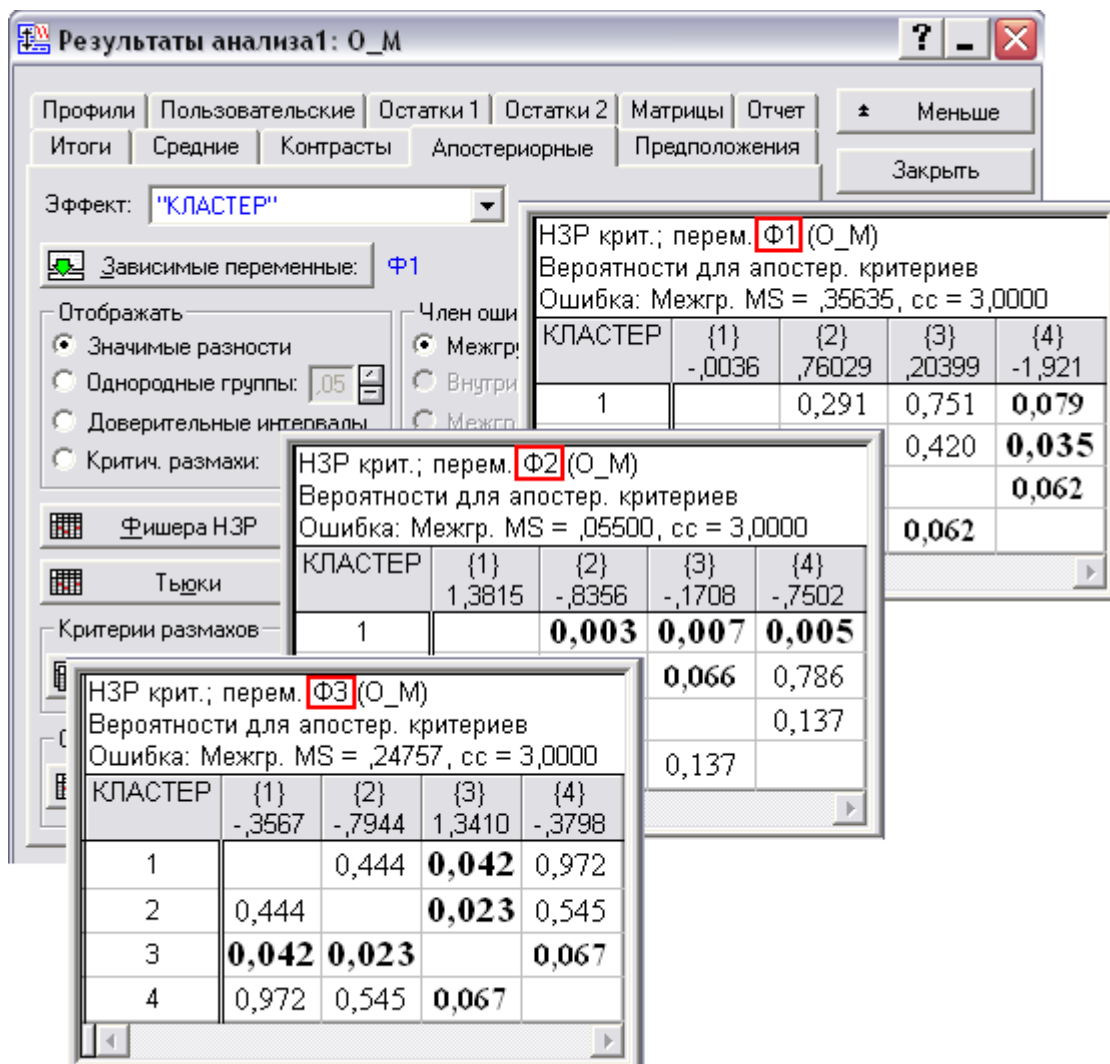 Результаты анализа1: О_М
Профили Пользовательские Остатки 1 Остатки 2 Матрицы Отчет
Меньше
Итоги Средние Контрасты Апостериорные Предположения
Закрыть
Эффект: "КЛАСТЕР"
Зависимые переменные: Ф1
Отображать
Значимые разности
Однородные группы: ,05
Доверительные интервалы
Критич. размахи:
Член
Фишера НЗР
Тьюки
Критерии размахов
НЗР крит.; перем. Ф1 (О_М)
Вероятности для апостер. критериев
Ошибка: Межгр. MS = ,35635, сс = 3,0000
КЛАСТЕР {1} {2} {3} {4}
-,0036 ,76029 ,20399 -1,921
1 0,291 0,751 0,079
0,420 0,035
0,062
0,062
НЗР крит.; перем. Ф2 (О_М)
Вероятности для апостер. критериев
Ошибка: Межгр. MS = ,05500, сс = 3,0000
КЛАСТЕР {1} {2} {3} {4}
1,3815 -,8356 -,1708 -,7502
1 0,003 0,007 0,005
0,066 0,786
0,137
0,137
НЗР крит.; перем. Ф3 (О_М)
Вероятности для апостер. критериев
Ошибка: Межгр. MS = ,24757, сс = 3,0000
КЛАСТЕР {1} {2} {3} {4}
-,3567 -,7944 1,3410 -,3798
1 0,444 0,042 0,972
2 0,444 0,023 0,545
3 0,042 0,023 0,067
4 0,972 0,545 0,067